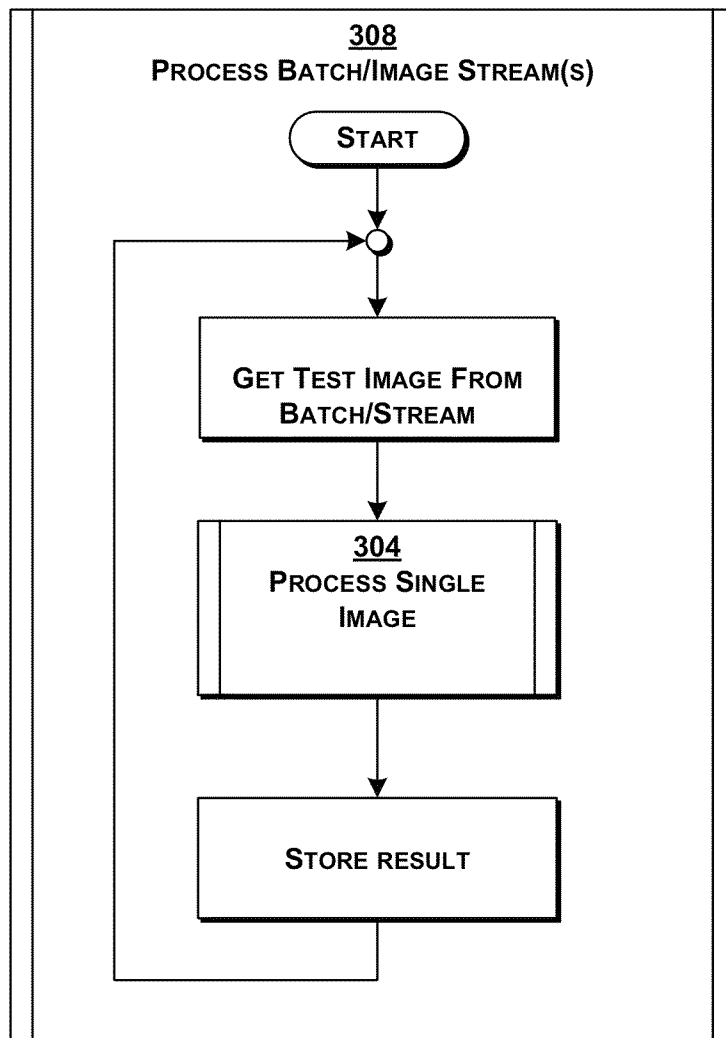 308
PROCESS BATCH/IMAGE STREAM(S)
START
GET TEST IMAGE FROM
BATCH/STREAM
304
PROCESS SINGLE
IMAGE
STORE RESULT